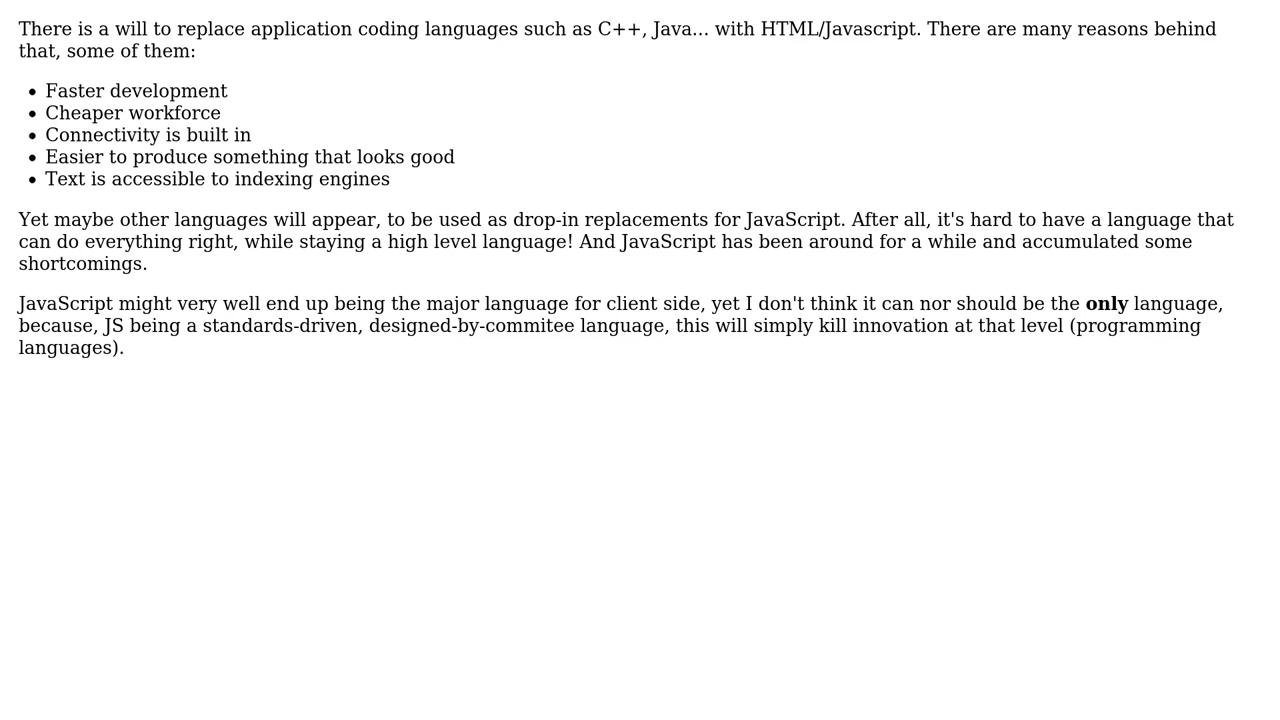 There is a will to replace application coding languages such as C++, Java... with HTML/Javascript. There are many reasons behind
that, some of them:
• Faster development
• Cheaper workforce
• Connectivity is built in
• Easier to produce something that looks good
• Text is accessible to indexing engines
Yet maybe other languages will appear, to be used as drop-in replacements for JavaScript. After all, it's hard to have a language that
can do everything right, while staying a high level language! And JavaScript has been around for a while and accumulated some
shortcomings.
JavaScript might very well end up being the major language for client side, yet I don't think it can nor should be the only language,
because, JS being a standards-driven, designed-by-commitee language, this will simply kill innovation at that level (programming
languages).